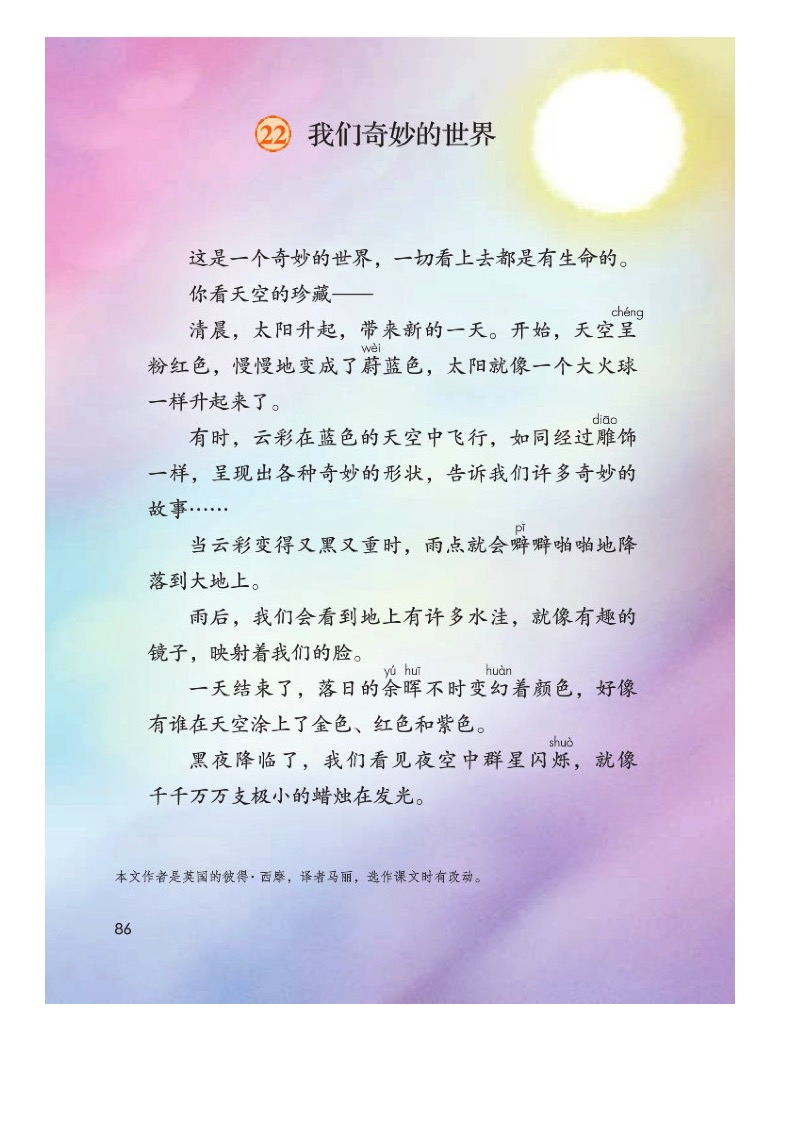 22 我们奇妙的世界
这是一个奇妙的世界，一切看上去都是有生命的。
你看天空的珍藏——
chéng
清晨，太阳升起，带来新的一天。开始，天空呈
wèi
粉红色，慢慢地变成了蔚蓝色，太阳就像一个大火球
一样升起来了。
diāo
有时，云彩在蓝色的天空中飞行，如同经过雕饰
一样，呈现出各种奇妙的形状，告诉我们许多奇妙的
故事……
pī
当云彩变得又黑又重时，雨点就会噼噼啪啪地降
落到大地上。
雨后，我们会看到地上有许多水洼，就像有趣的
镜子，映射着我们的脸。
yú huī huàn
一天结束了，落日的余晖不时变幻着颜色，好像
有谁在天空涂上了金色、红色和紫色。
shuò
黑夜降临了，我们看见夜空中群星闪烁，就像
千千万万支极小的蜡烛在发光。
本文作者是英国的彼得·西摩，译者马丽，选作课文时有改动。
86